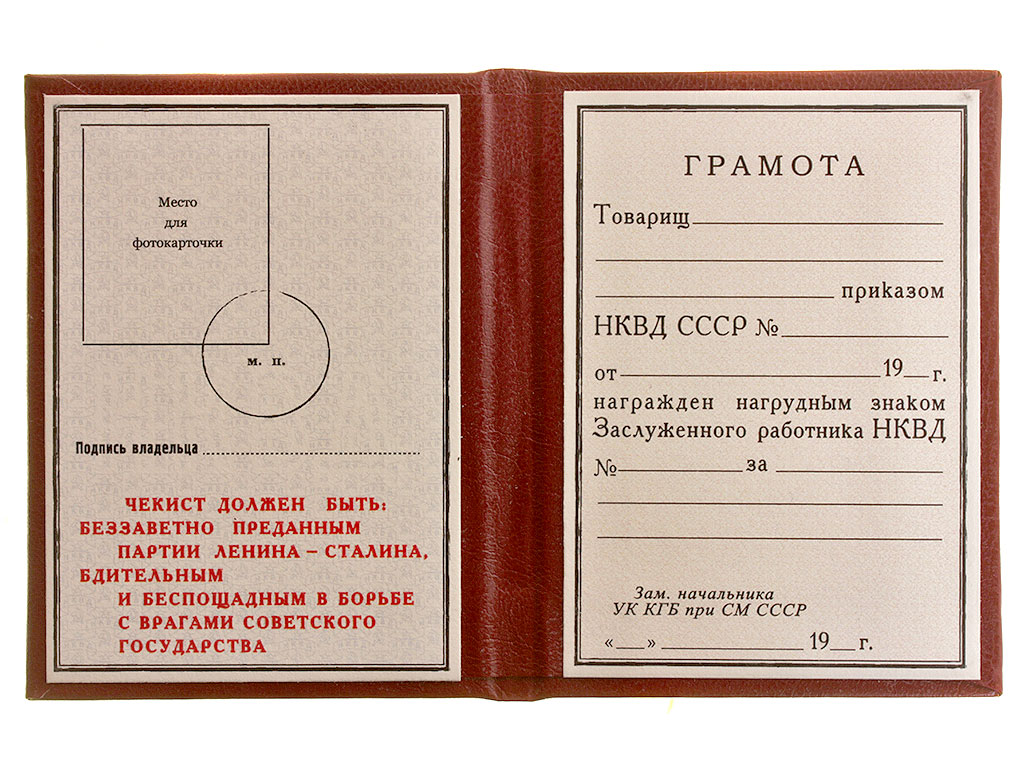 Место
для
фотокарточки
м. п.
Подпись владельца
ЧЕКИСТ ДОЛЖЕН БЫТЬ:
БЕЗЗАВЕТНО ПРЕДАННЫМ
ПАРТИИ ЛЕНИНА – СТАЛИНА,
БДИТЕЛЬНЫМ
И БЕСПОЩАДНЫМ В БОРЬБЕ
С ВРАГАМИ СОВЕТСКОГО
ГОСУДАРСТВА
ГРАМОТА
Товарищ
приказом
НКВД СССР №
от 19 г.
награжден нагрудным знаком
Заслуженного работника НКВД
№ за
Зам. начальника
УК КГБ при СМ СССР
« » 19 г.